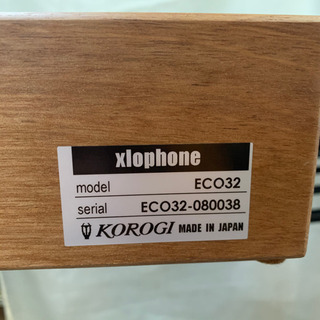 xlophone
model ECO32
serial ECO32-080038
KOROGI MADE IN JAPAN